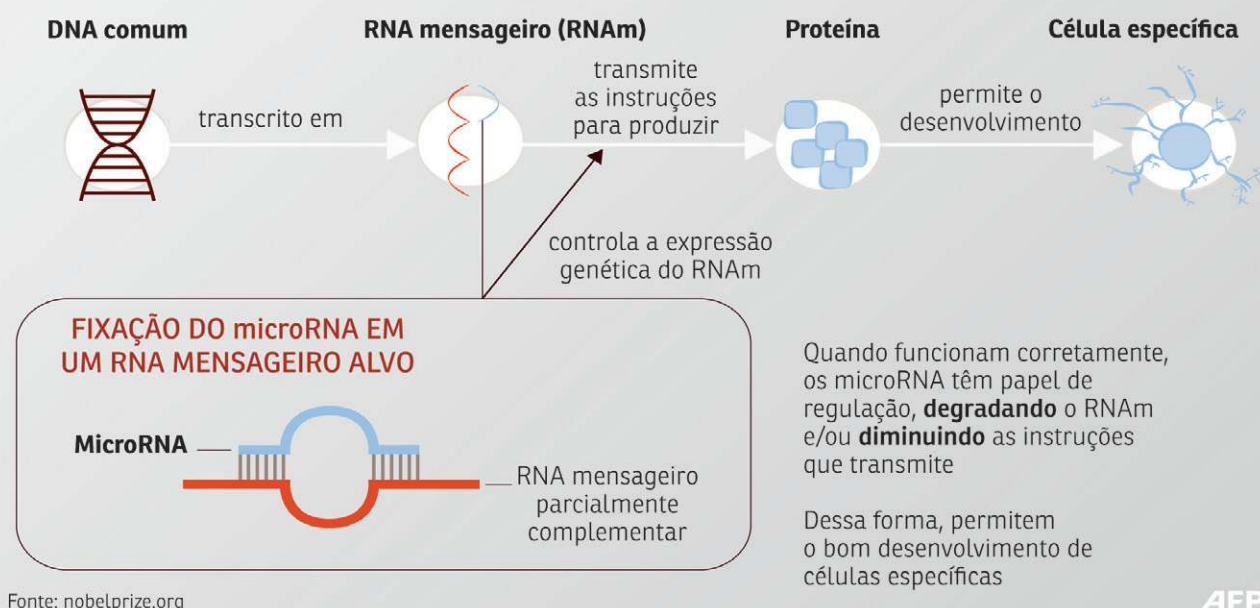 DNA comum
RNA mensageiro (RNAm)
Proteína
Célula específica
transcrito em
transmite
as instruções
para produzir
permite o
desenvolvimento
controla a expressão
genética do RNAm
FIXAÇÃO DO microRNA EM
UM RNA MENSAGEIRO ALVO
MicroRNA
RNA mensageiro
parcialmente
complementar
Quando funcionam corretamente,
os microRNA têm papel de
regulação, degradando o RNAm
e/ou diminuindo as instruções
que transmite
Dessa forma, permitem
o bom desenvolvimento de
células específicas
Fonte: nobelprize.org
AFP